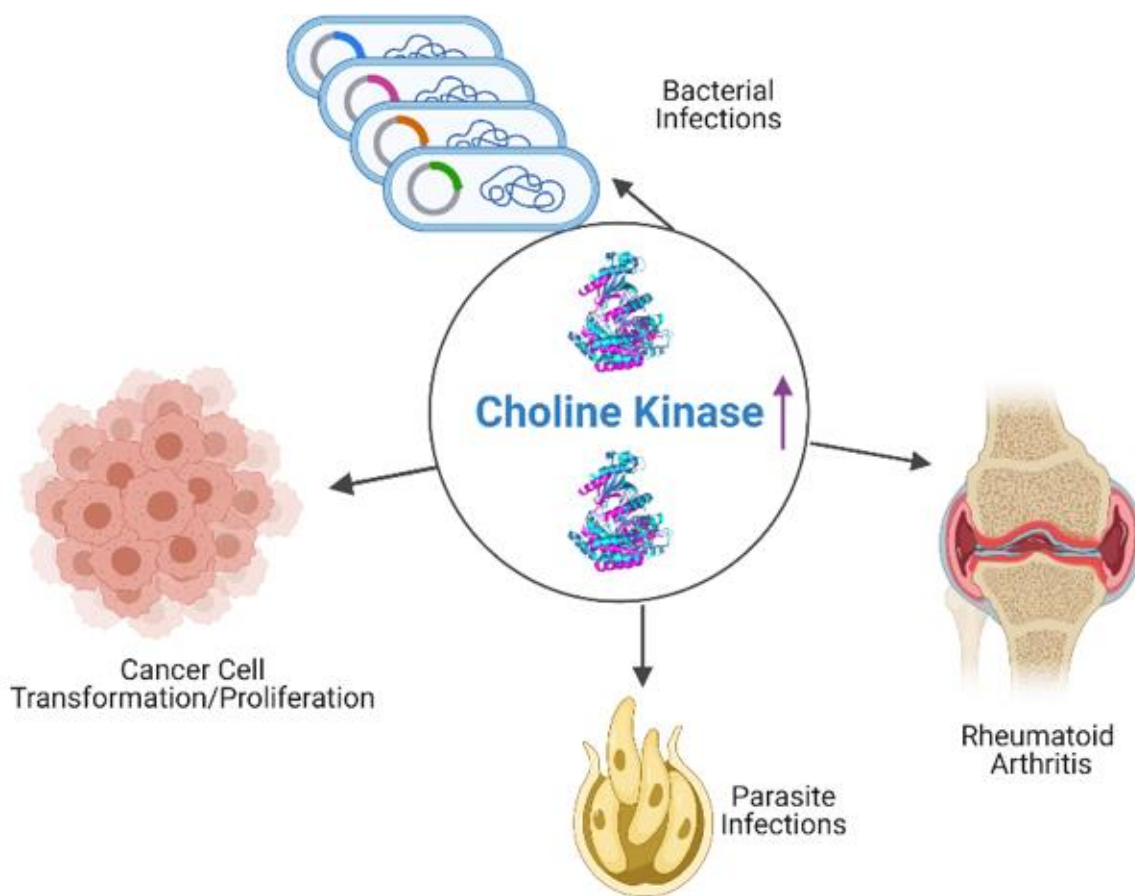 Bacterial
Infections
Choline Kinase
Cancer Cell
Transformation/Proliferation
Rheumatoid
Arthritis
Parasite
Infections